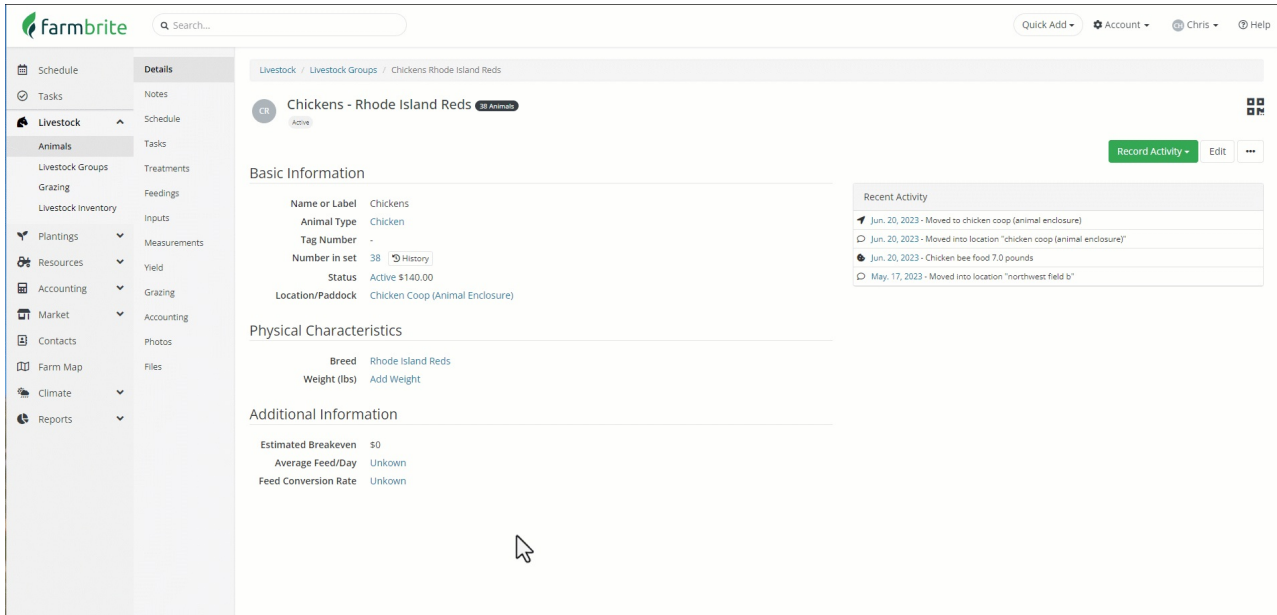 farmbrite
Search...
Quick Add
Account
CH Chris
Help
Schedule
Tasks
Livestock
Animals
Livestock Groups
Grazing
Livestock Inventory
Plantings
Resources
Accounting
Market
Contacts
Farm Map
Climate
Reports
Details
Notes
Schedule
Tasks
Treatments
Feedings
Inputs
Measurements
Yield
Grazing
Accounting
Photos
Files
Livestock / Livestock Groups / Chickens Rhode Island Reds
CR
Chickens - Rhode Island Reds 38 Animals
Active
Record Activity
Edit
Basic Information
Name or Label Chickens
Animal Type Chicken
Tag Number -
Number in set 38 History
Status Active $140.00
Location/Paddock Chicken Coop (Animal Enclosure)
Physical Characteristics
Breed Rhode Island Reds
Weight (lbs) Add Weight
Additional Information
Estimated Breakeven $0
Average Feed/Day Unkown
Feed Conversion Rate Unkown
Recent Activity
Jun. 20, 2023 - Moved to chicken coop (animal enclosure)
Jun. 20, 2023 - Moved into location "chicken coop (animal enclosure)"
Jun. 20, 2023 - Chicken bee food 7.0 pounds
May. 17, 2023 - Moved into location "northwest field b"